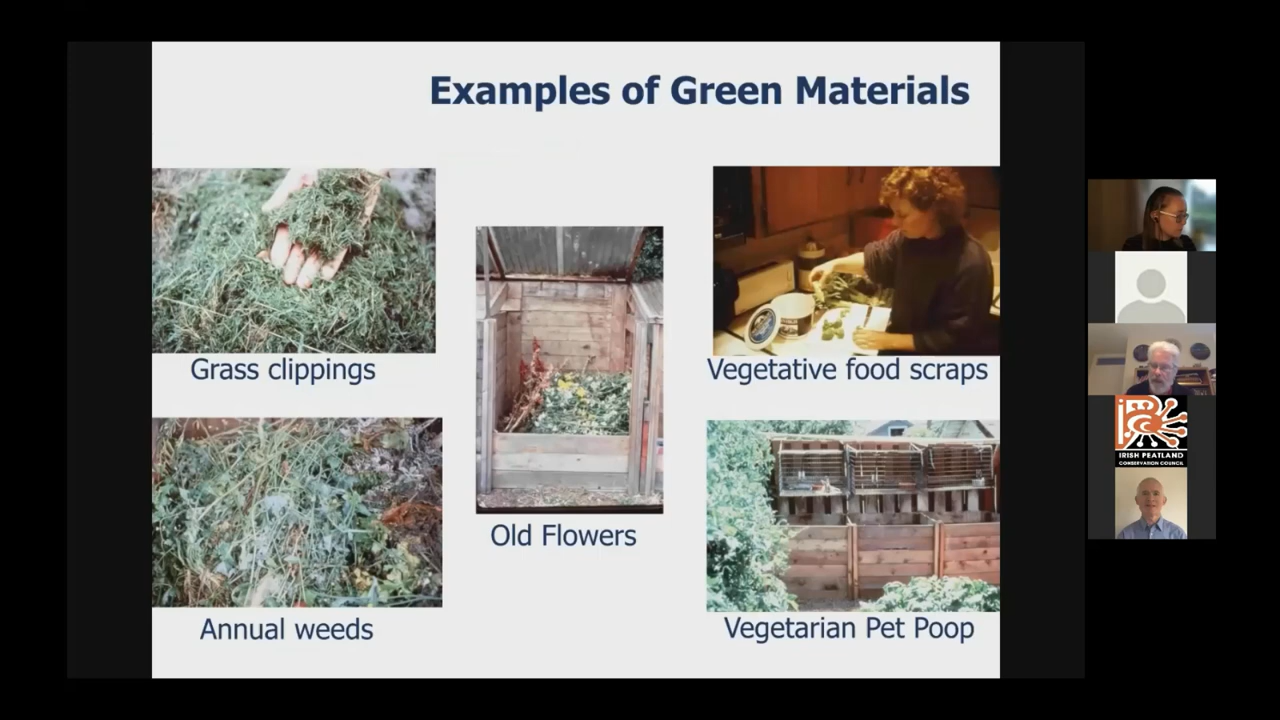 Examples of Green Materials
Grass clippings
Vegetative food scraps
Old Flowers
Annual weeds
Vegetarian Pet Poop
IRISH PEATLAND
CONSERVATION COUNCIL